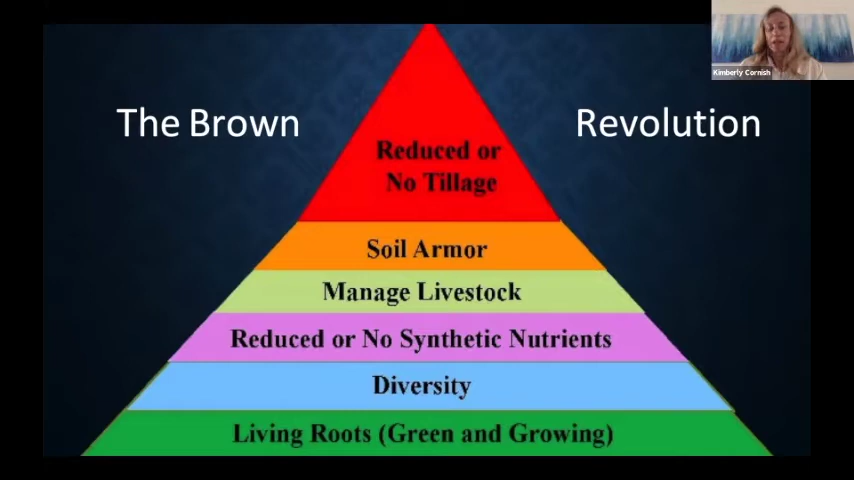 Kimberly Cornish
The Brown
Revolution
Reduced or
No Tillage
Soil Armor
Manage Livestock
Reduced or No Synthetic Nutrients
Diversity
Living Roots (Green and Growing)